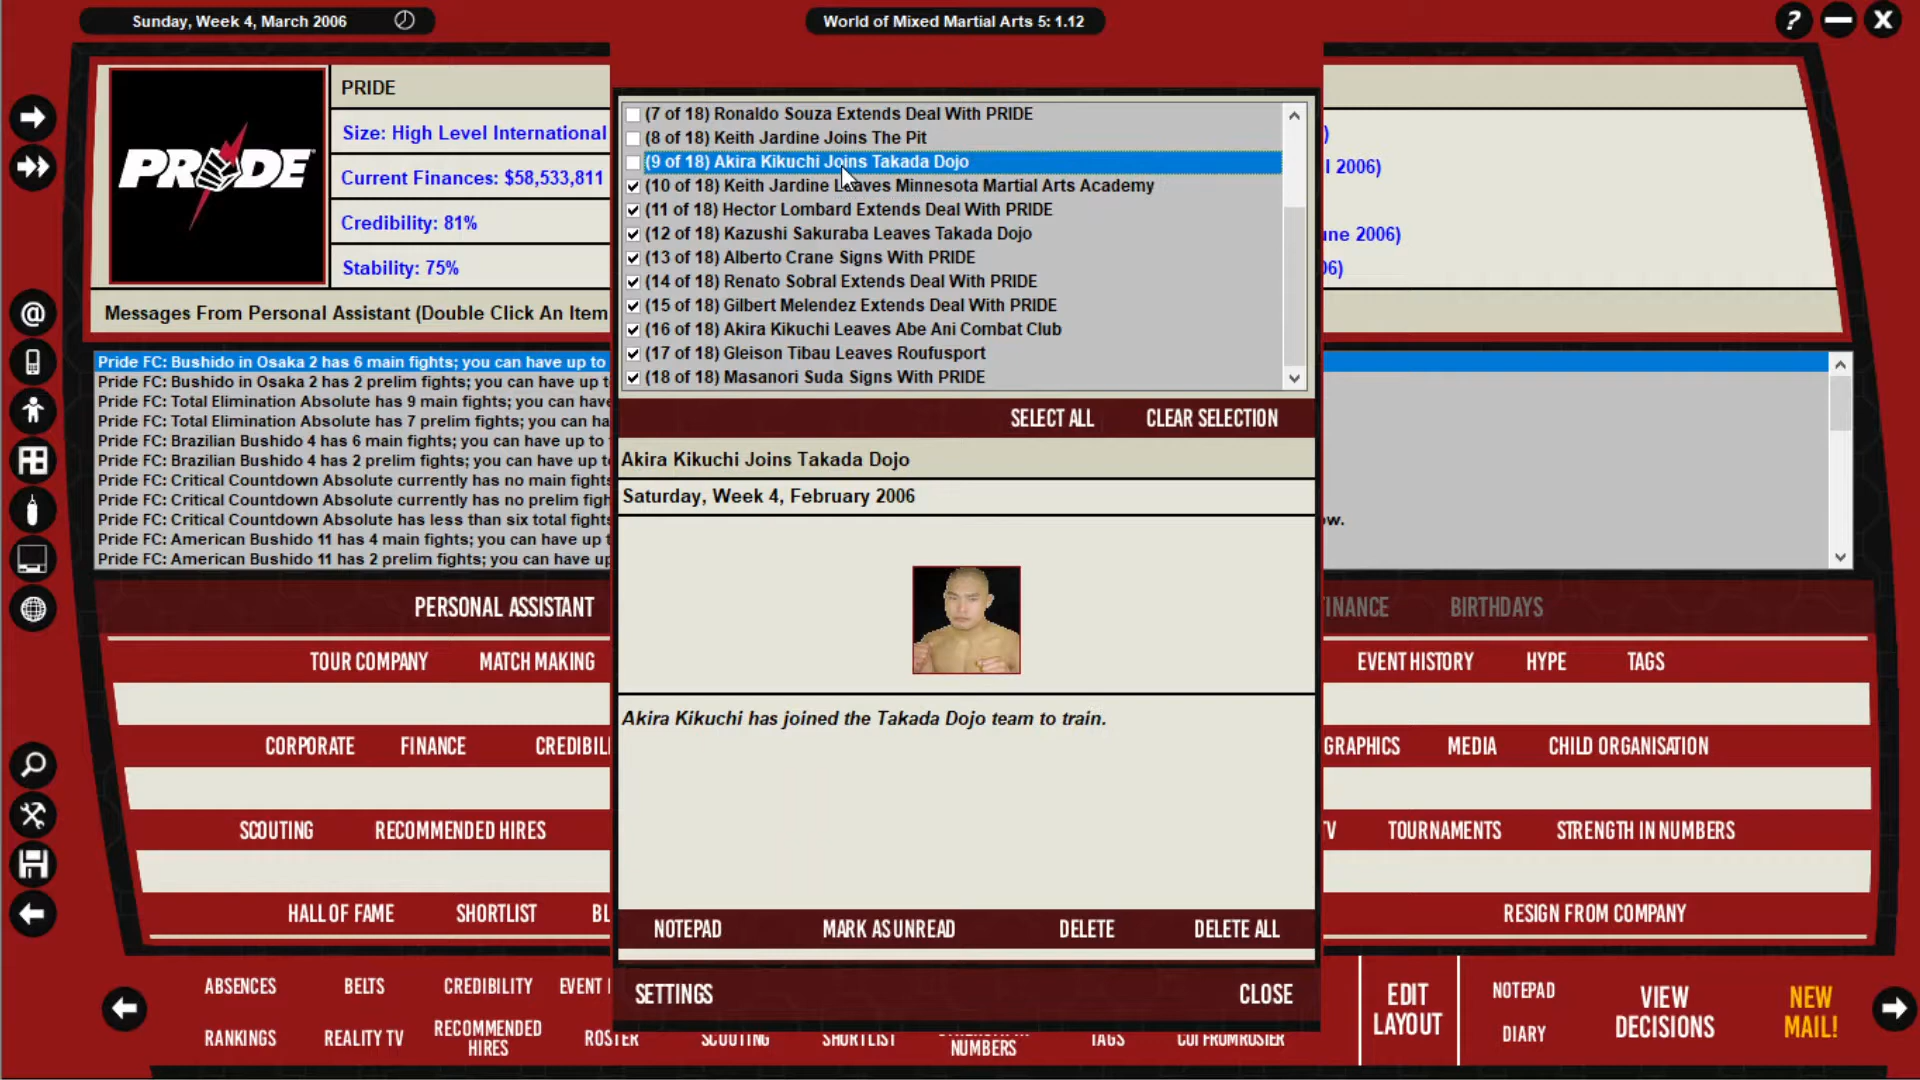 Sunday, Week 4, March 2006
World of Mixed Martial Arts 5: 1.12
?
X
PRIDE
PRIDE
Size: High Level International
Current Finances: $58,533,811
Credibility: 81%
Stability: 75%
Messages From Personal Assistant (Double Click An Item
Pride FC: Bushido in Osaka 2 has 6 main fights; you can have up to
Pride FC: Bushido in Osaka 2 has 2 prelim fights; you can have up t
Pride FC: Total Elimination Absolute has 9 main fights; you can have
Pride FC: Total Elimination Absolute has 7 prelim fights; you can ha
Pride FC: Brazilian Bushido 4 has 6 main fights; you can have up to
Pride FC: Brazilian Bushido 4 has 2 prelim fights; you can have up t
Pride FC: Critical Countdown Absolute currently has no main fights
Pride FC: Critical Countdown Absolute currently has no prelim figh
Pride FC: Critical Countdown Absolute has less than six total fights
Pride FC: American Bushido 11 has 4 main fights; you can have up t
Pride FC: American Bushido 11 has 2 prelim fights; you can have up
(7 of 18) Ronaldo Souza Extends Deal With PRIDE
(8 of 18) Keith Jardine Joins The Pit
(9 of 18) Akira Kikuchi Joins Takada Dojo
(10 of 18) Keith Jardine Leaves Minnesota Martial Arts Academy
(11 of 18) Hector Lombard Extends Deal With PRIDE
(12 of 18) Kazushi Sakuraba Leaves Takada Dojo
(13 of 18) Alberto Crane Signs With PRIDE
(14 of 18) Renato Sobral Extends Deal With PRIDE
(15 of 18) Gilbert Melendez Extends Deal With PRIDE
(16 of 18) Akira Kikuchi Leaves Abe Ani Combat Club
(17 of 18) Gleison Tibau Leaves Roufusport
(18 of 18) Masanori Suda Signs With PRIDE
SELECT ALL
CLEAR SELECTION
Akira Kikuchi Joins Takada Dojo
Saturday, Week 4, February 2006
Akira Kikuchi has joined the Takada Dojo team to train.
NOTEPAD
MARK AS UNREAD
DELETE
DELETE ALL
SETTINGS
CLOSE
)
l 2006)
une 2006)
06)
ow.
PERSONAL ASSISTANT
FINANCE
BIRTHDAYS
TOUR COMPANY
MATCH MAKING
EVENT HISTORY
HYPE
TAGS
CORPORATE
FINANCE
CREDIBIL
GRAPHICS
MEDIA
CHILD ORGANISATION
SCOUTING
RECOMMENDED HIRES
TV
TOURNAMENTS
STRENGTH IN NUMBERS
HALL OF FAME
SHORTLIST
BL
RESIGN FROM COMPANY
ABSENCES
BELTS
CREDIBILITY
EVENT
RANKINGS
REALITY TV
RECOMMENDED
HIRES
ROSTER
SCOUTING
SHORTLIST
NUMBERS
TAGS
EDIT
LAYOUT
NOTEPAD
DIARY
VIEW
DECISIONS
NEW
MAIL!